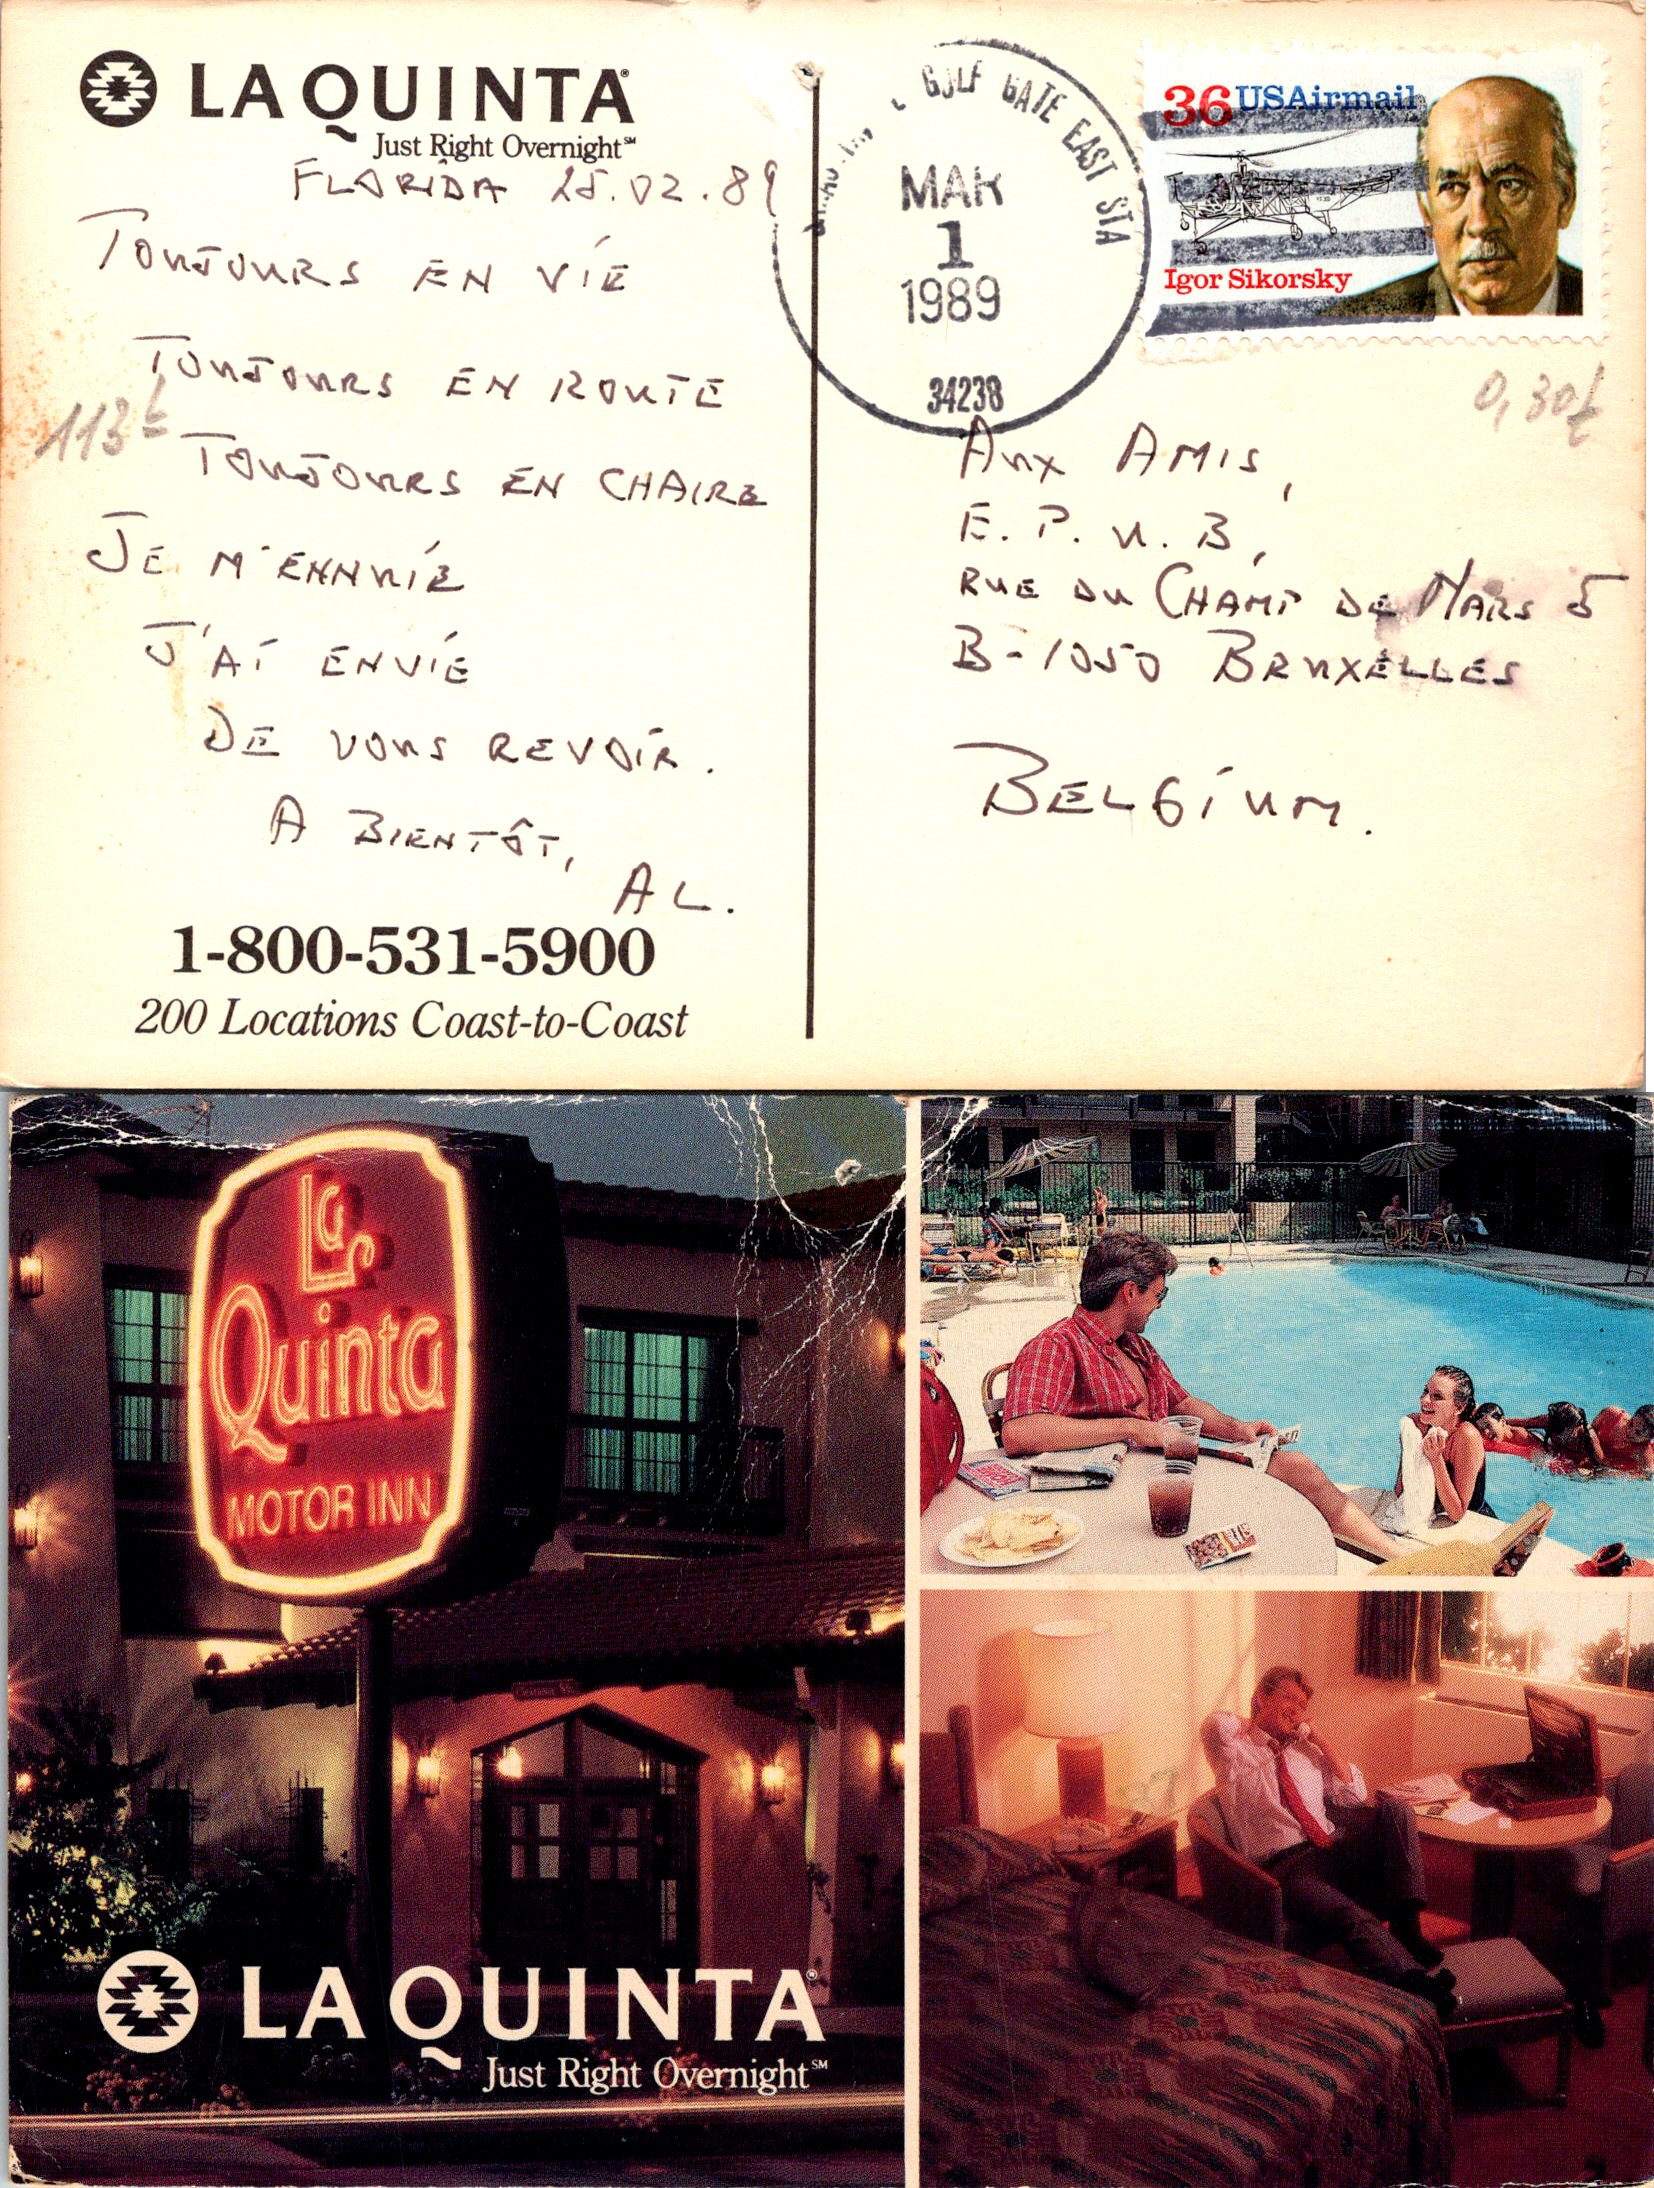 LA QUINTA®
Just Right Overnight℠
FLORIDA 25.02.89
TOUJOURS EN VIE
TOUJOURS EN ROUTE
TOUJOURS EN CHAIRE
JE M'ENNUIE
J'AI ENVIE
DE VOUS REVOIR.
A BIENTÔT,
AL.
1-800-531-5900
200 Locations Coast-to-Coast
113
GULF GATE EAST STA
MAR
1
1989
34238
36 USAirmail
Igor Sikorsky
0,30£
AUX AMIS,
E.P.U.B,
RUE DU CHAMP DE MARS 5
B-1050 BRUXELLES
BELGIUM.
La
Quinta
MOTOR INN
LA QUINTA®
Just Right Overnight℠